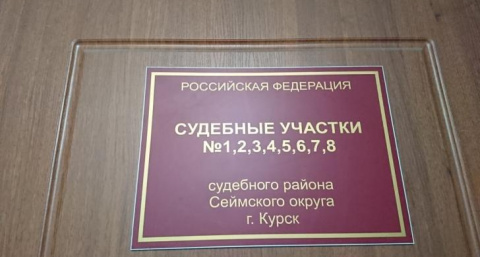 РОССИЙСКАЯ ФЕДЕРАЦИЯ
СУДЕБНЫЕ УЧАСТКИ
№1,2,3,4,5,6,7,8
судебного района
Сеймского округа
г. Курск